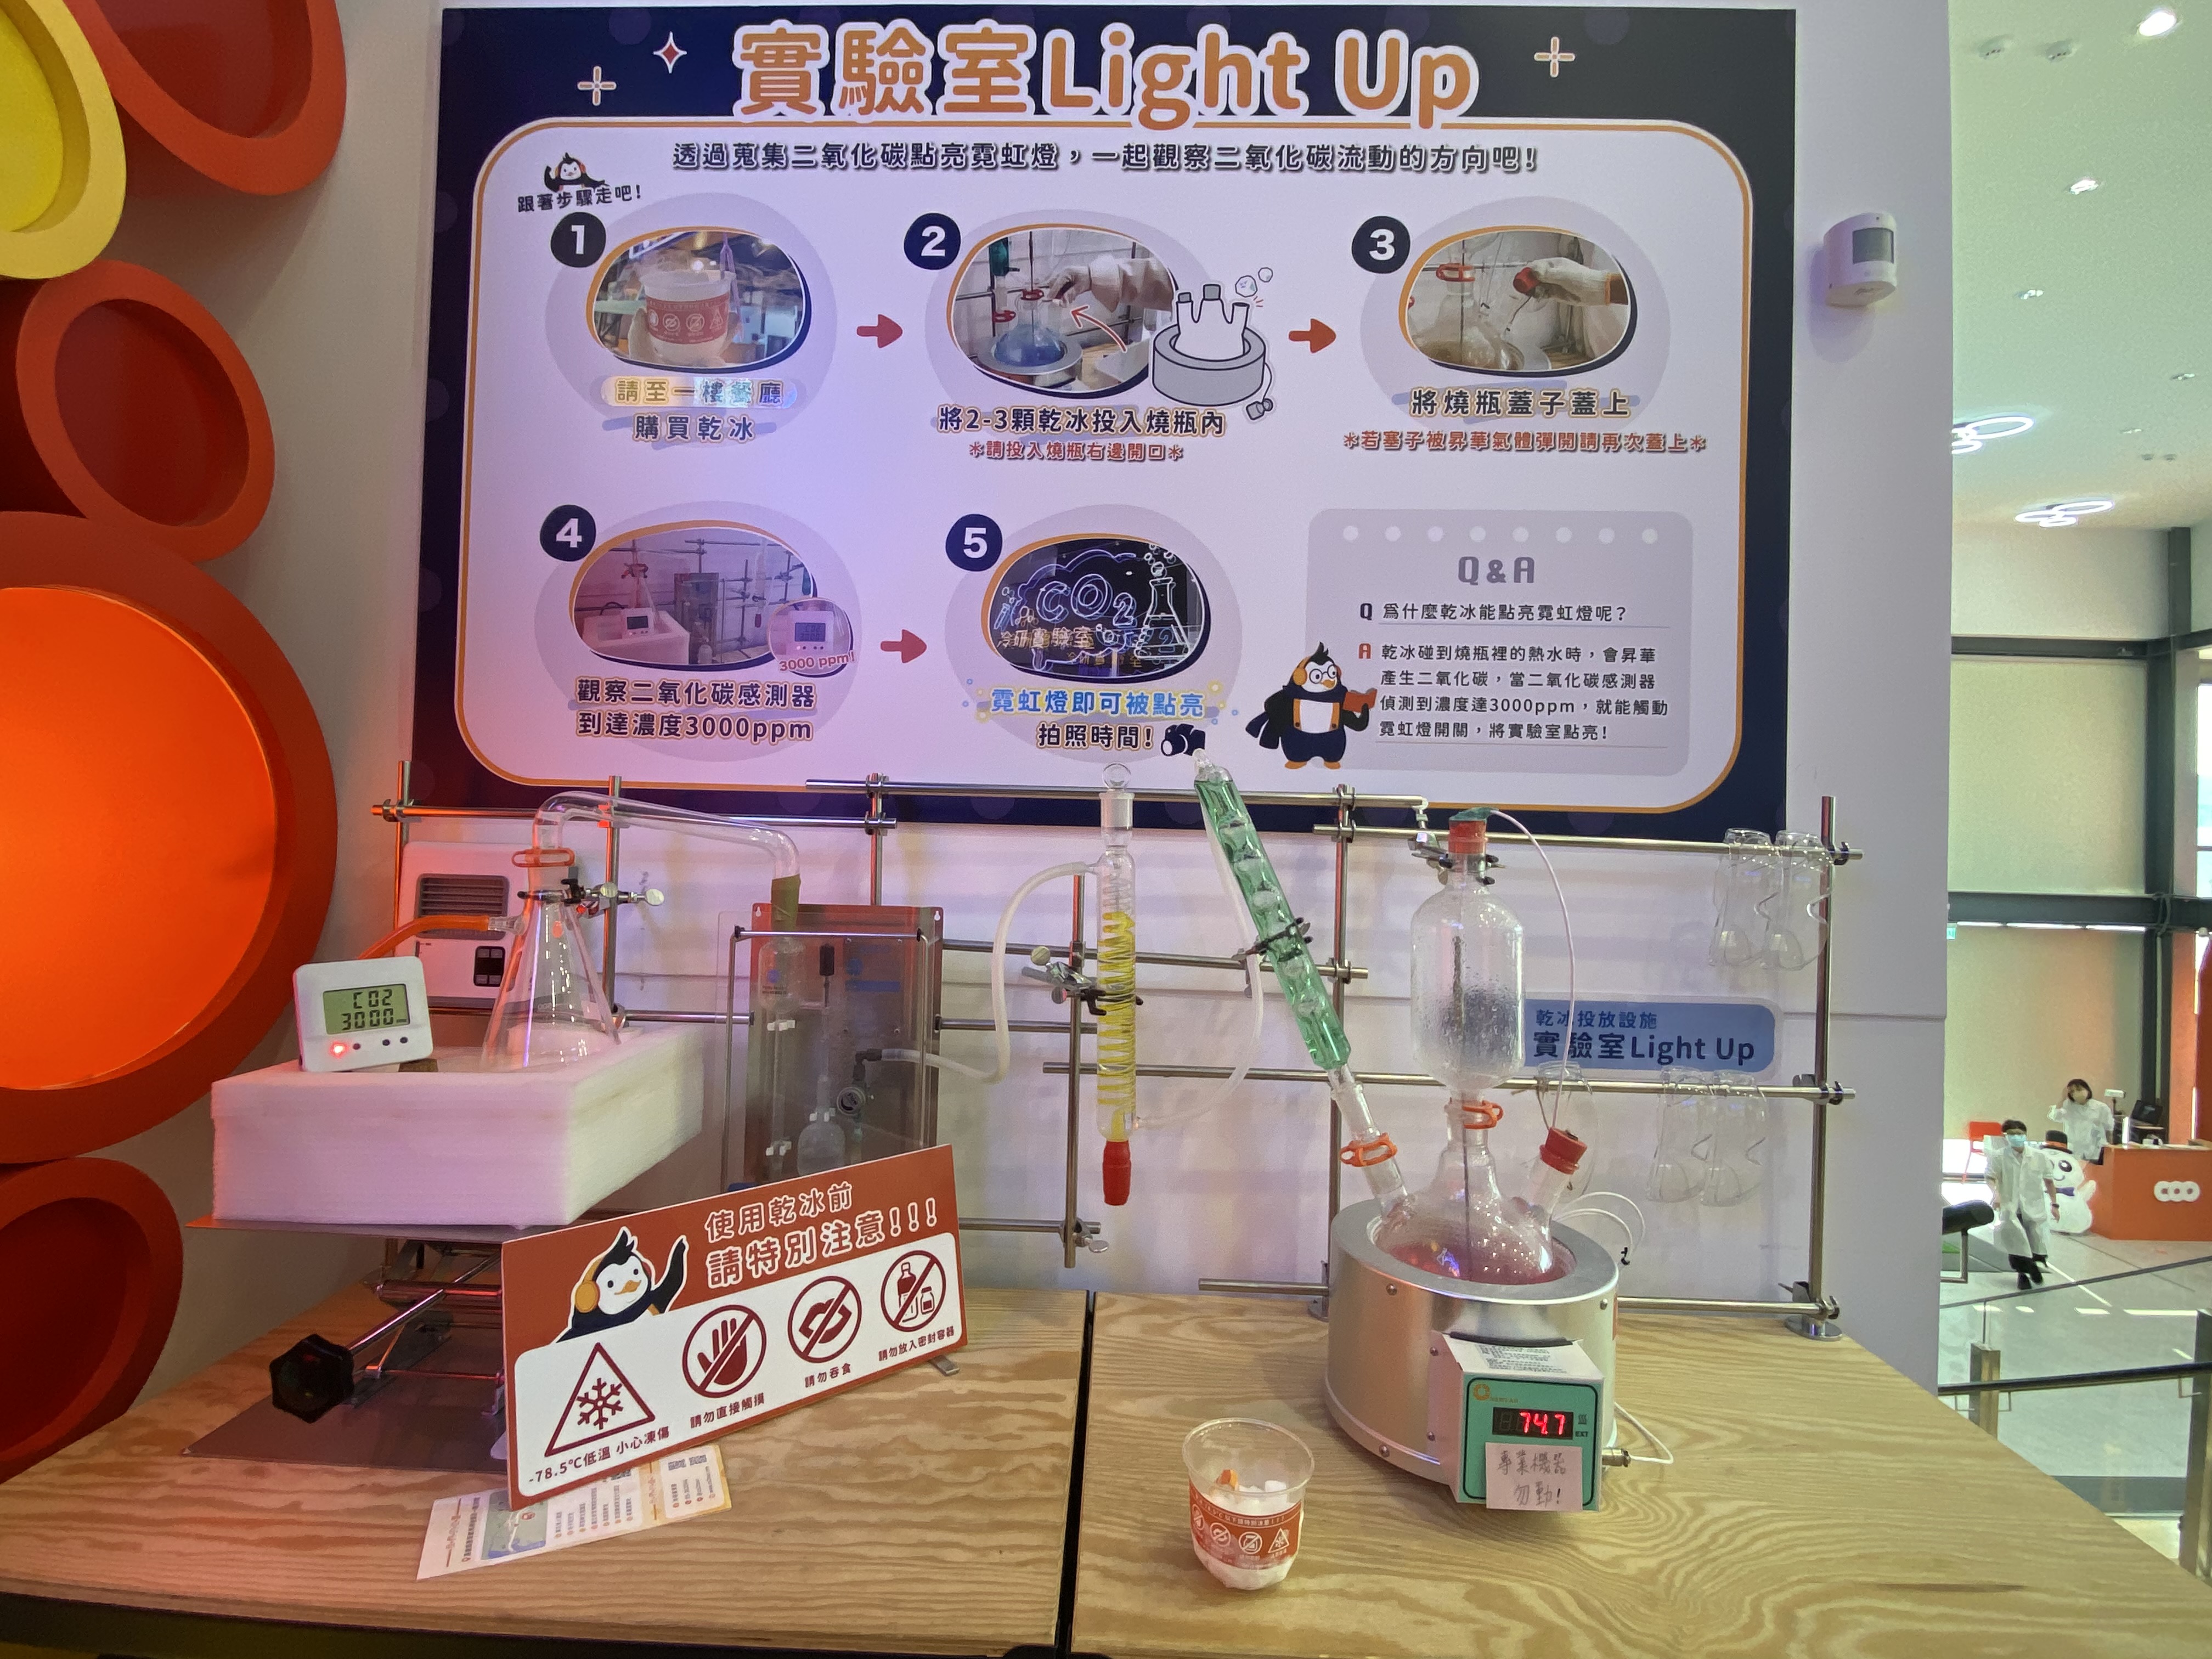 實驗室Light Up
透過蒐集二氧化碳點亮霓虹燈，一起觀察二氧化碳流動的方向吧！
跟著步驟走吧！
1
請至一樓餐廳
購買乾冰
2
將2-3顆乾冰投入燒瓶內
*請投入燒瓶右邊開口*
3
將燒瓶蓋子蓋上
*若塞子被昇華氣體彈開請再次蓋上*
4
3000 ppm!
觀察二氧化碳感測器
到達濃度3000ppm
5
CO2
冷研實驗室
霓虹燈即可被點亮
拍照時間！
Q&A
Q 為什麼乾冰能點亮霓虹燈呢？
A 乾冰碰到燒瓶裡的熱水時，會昇華
產生二氧化碳，當二氧化碳感測器
偵測到濃度達3000ppm，就能觸動
霓虹燈開關，將實驗室點亮！
CO2
3000
乾冰投放設施
實驗室Light Up
使用乾冰前
請特別注意!!!
-78.5°C低溫 小心凍傷
請勿直接觸摸
請勿吞食
請勿放入密封容器
74.7
EXT
專業機器
勿動!